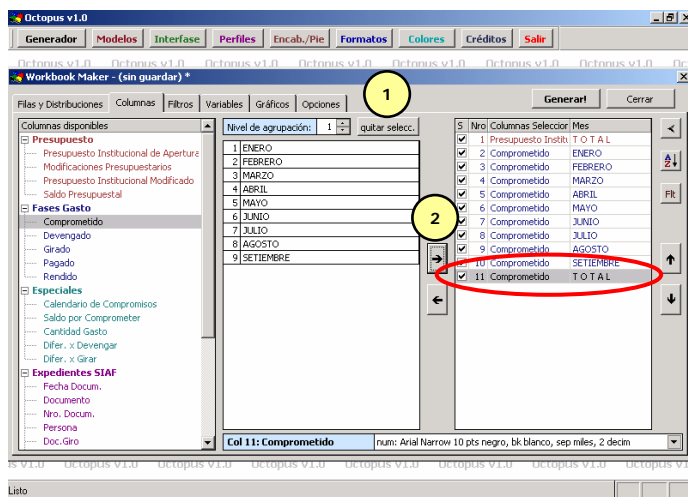 Octopus v1.0
Generador Modelos Interfase Perfiles Encab./Pie Formatos Colores Créditos Salir
Workbook Maker - (sin guardar) *
Filas y Distribuciones Columnas Filtros Variables Gráficos Opciones
1
Generar! Cerrar
Columnas disponibles
Presupuesto
Presupuesto Institucional de Apertura
Modificaciones Presupuestarios
Presupuesto Institucional Modificado
Saldo Presupuestal
Fases Gasto
Comprometido
Devengado
Girado
Pagado
Rendido
Especiales
Calendario de Compromisos
Saldo por Comprometer
Cantidad Gasto
Difer. x Devengar
Difer. x Girar
Expedientes SIAF
Fecha Docum.
Documento
Nro. Docum.
Persona
Doc.Giro
Nivel de agrupación: 1 quitar selecc.
1 ENERO
2 FEBRERO
3 MARZO
4 ABRIL
5 MAYO
6 JUNIO
7 JULIO
8 AGOSTO
9 SETIEMBRE
2
S Nro Columnas Seleccior Mes
1 Presupuesto Institu T O T A L
2 Comprometido ENERO
3 Comprometido FEBRERO
4 Comprometido MARZO
5 Comprometido ABRIL
6 Comprometido MAYO
7 Comprometido JUNIO
8 Comprometido JULIO
9 Comprometido AGOSTO
10 Comprometido SETIEMBRE
11 Comprometido T O T A L
<
A Z
Flt
Col 11: Comprometido num: Arial Narrow 10 pts negro, bk blanco, sep miles, 2 decim
Listo